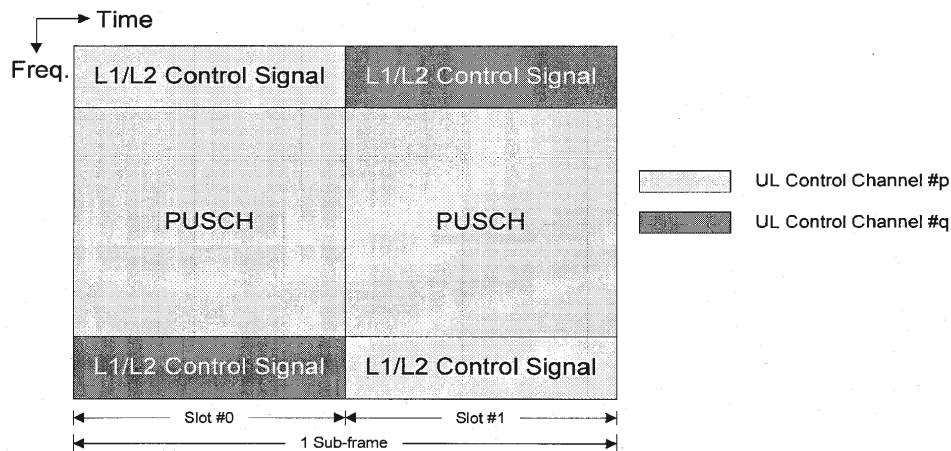 Time
Freq.
L1/L2 Control Signal
L1/L2 Control Signal
PUSCH
PUSCH
UL Control Channel #p
UL Control Channel #q
L1/L2 Control Signal
L1/L2 Control Signal
Slot #0
Slot #1
1 Sub-frame